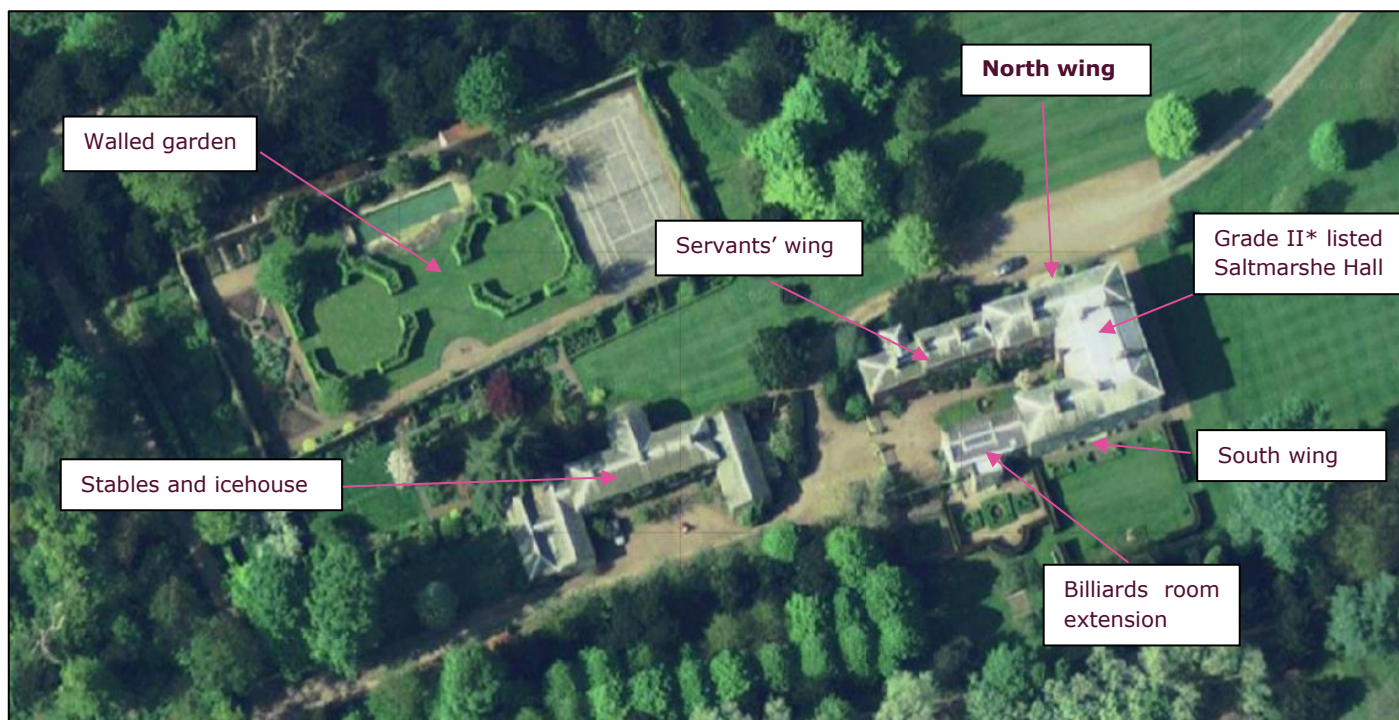 North wing
Walled garden
Servants' wing
Grade II* listed
Saltmarshe Hall
Stables and icehouse
South wing
Billiards room
extension